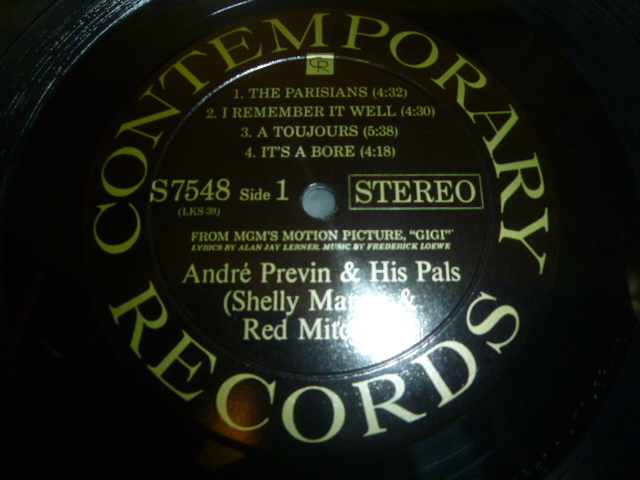 CONTEMPORARY
CR
1. THE PARISIANS (4:32)
2. I REMEMBER IT WELL (4:30)
3. A TOUJOURS (5:38)
4. IT'S A BORE (4:18)
S7548 Side 1 STEREO
(LKS 39)
FROM MGM'S MOTION PICTURE, "GIGI"
LYRICS BY ALAN JAY LERNER. MUSIC BY FREDERICK LOEWE
André Previn & His Pals
(Shelly &
Red
RECORDS